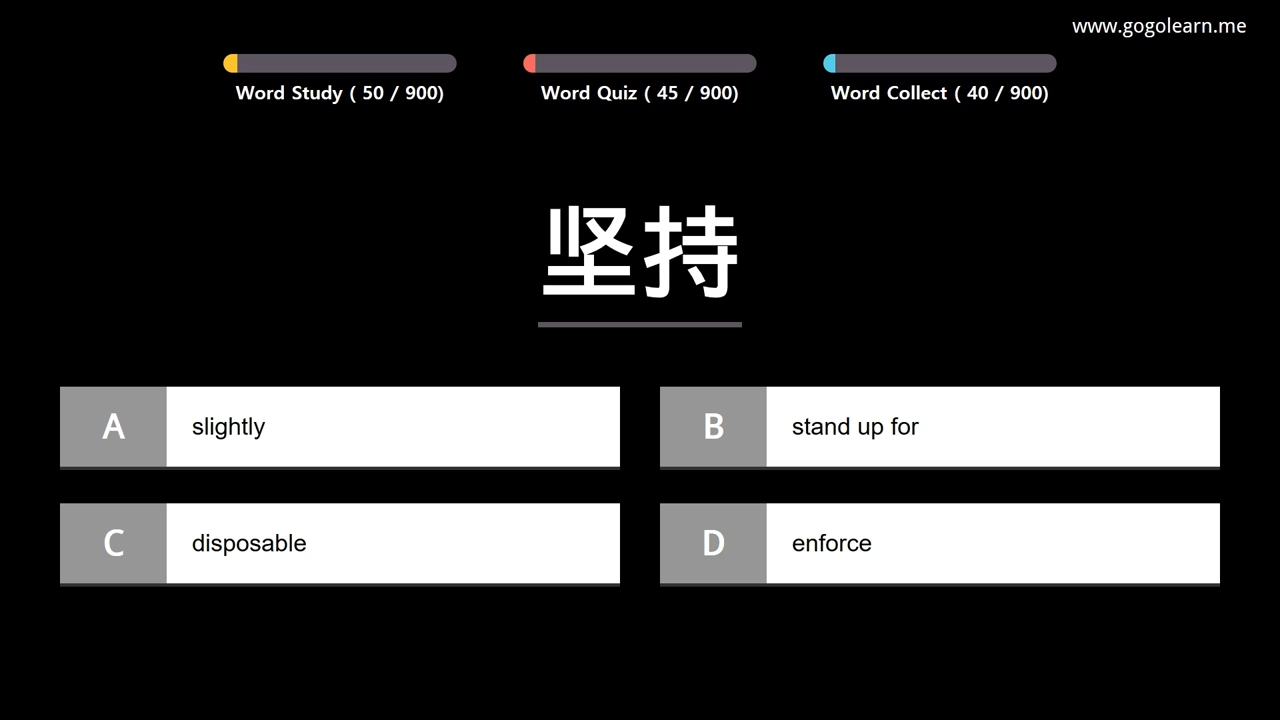 www.gogolearn.me
Word Study ( 50 / 900)
Word Quiz ( 45 / 900)
Word Collect ( 40 / 900)
坚持
A slightly
B stand up for
C disposable
D enforce